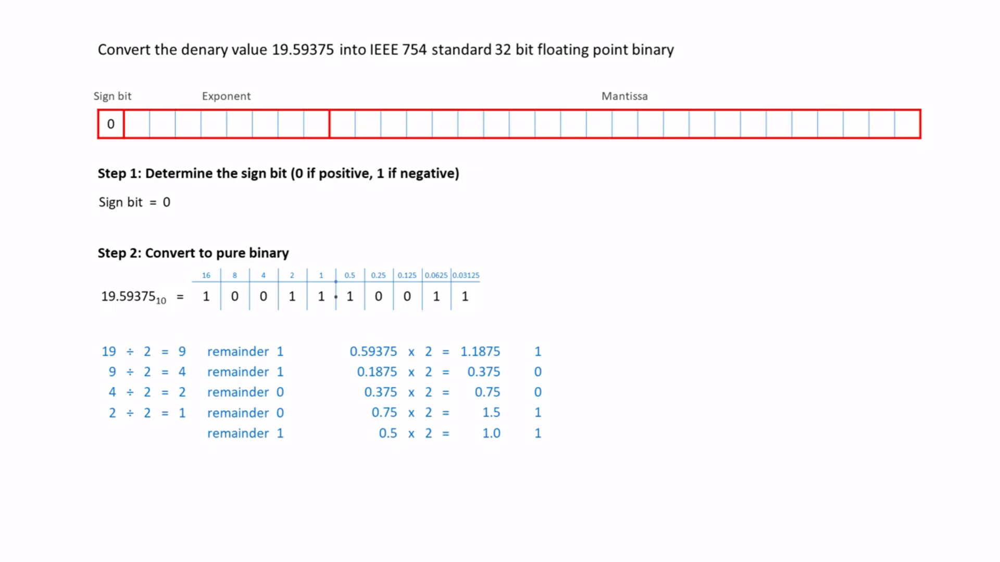 Convert the denary value 19.59375 into IEEE 754 standard 32 bit floating point binary
Sign bit Exponent Mantissa
0
Step 1: Determine the sign bit (0 if positive, 1 if negative)
Sign bit = 0
Step 2: Convert to pure binary
16 8 4 2 1 0.5 0.25 0.125 0.0625 0.03125
19.59375₁₀ = 1 0 0 1 1 . 1 0 0 1 1
19 ÷ 2 = 9 remainder 1 0.59375 x 2 = 1.1875 1
9 ÷ 2 = 4 remainder 1 0.1875 x 2 = 0.375 0
4 ÷ 2 = 2 remainder 0 0.375 x 2 = 0.75 0
2 ÷ 2 = 1 remainder 0 0.75 x 2 = 1.5 1
remainder 1 0.5 x 2 = 1.0 1